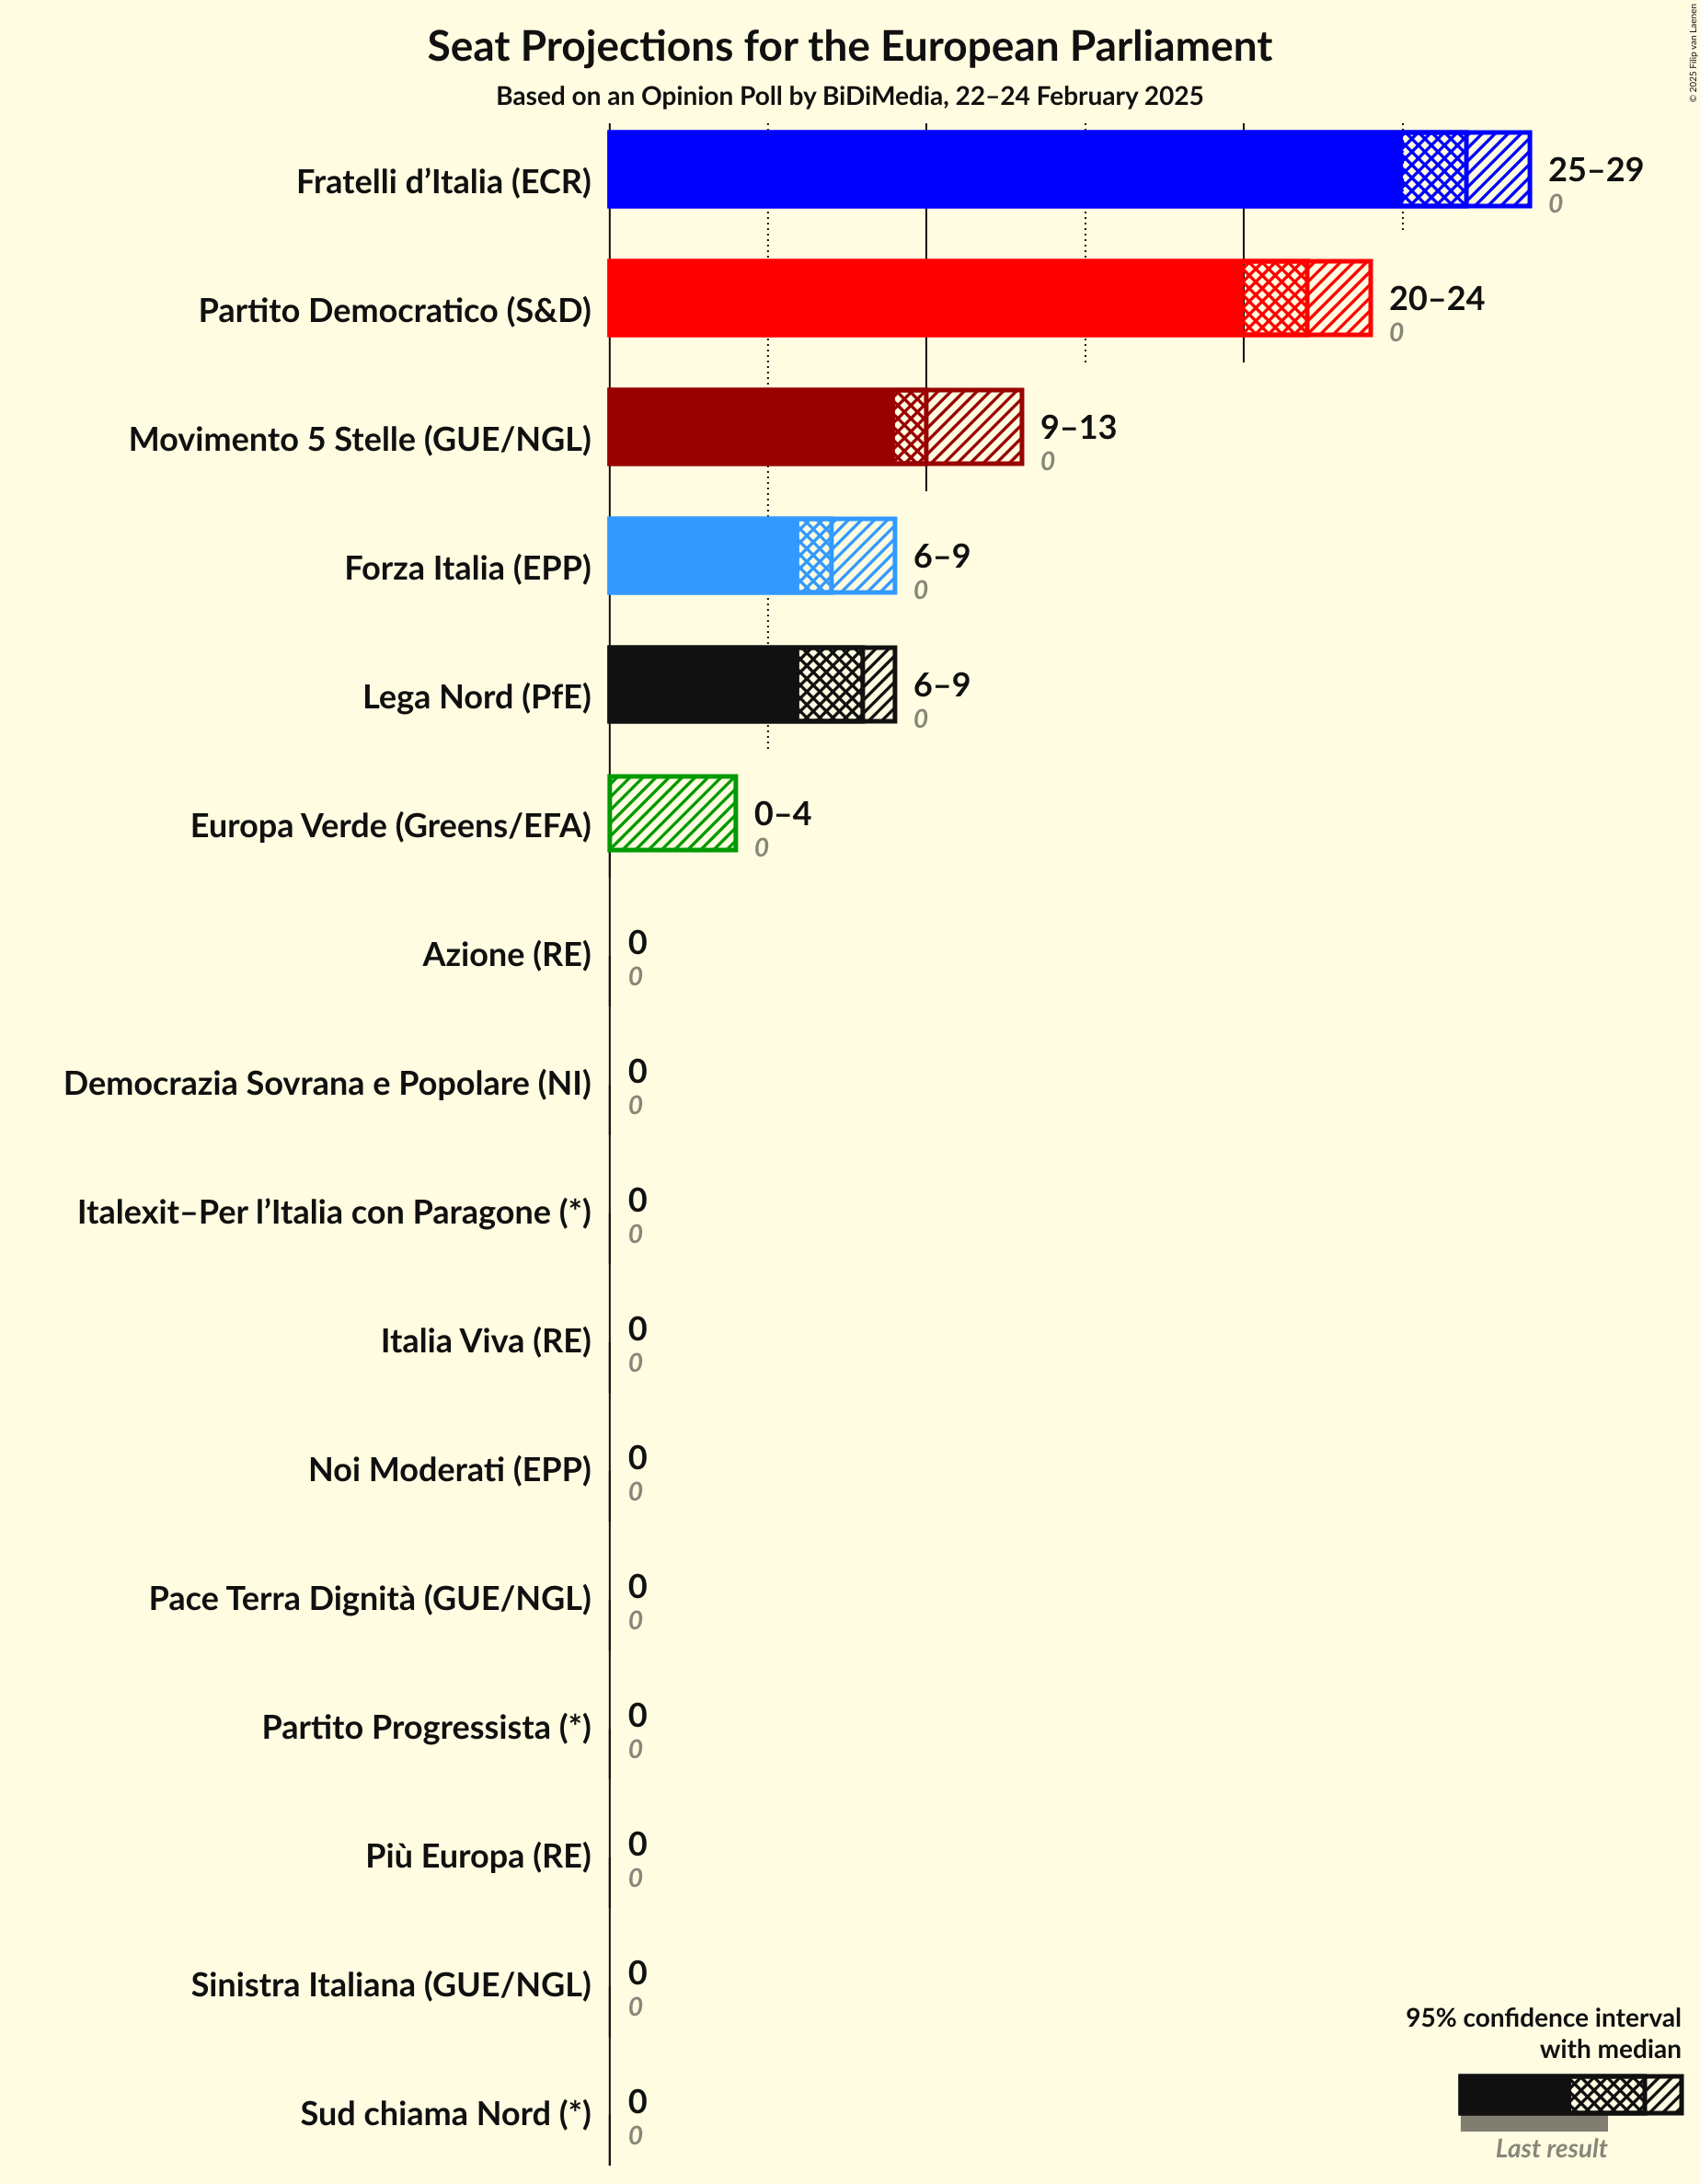 Seat Projections for the European Parliament
Based on an Opinion Poll by BiDiMedia, 22–24 February 2025
© 2025 Filip van Laenen
Fratelli d’Italia (ECR)
25–29
0
Partito Democratico (S&D)
20–24
0
Movimento 5 Stelle (GUE/NGL)
9–13
0
Forza Italia (EPP)
6–9
0
Lega Nord (PfE)
6–9
0
Europa Verde (Greens/EFA)
0–4
0
Azione (RE)
0
0
Democrazia Sovrana e Popolare (NI)
0
0
Italexit–Per l’Italia con Paragone (*)
0
0
Italia Viva (RE)
0
0
Noi Moderati (EPP)
0
0
Pace Terra Dignità (GUE/NGL)
0
0
Partito Progressista (*)
0
0
Più Europa (RE)
0
0
Sinistra Italiana (GUE/NGL)
0
0
Sud chiama Nord (*)
0
0
95% confidence interval
with median
Last result